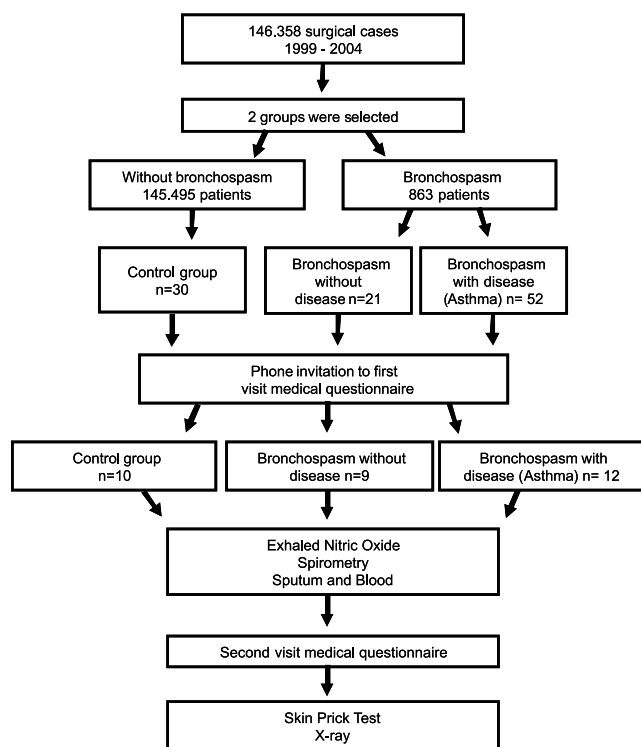 146.358 surgical cases
1999 - 2004
2 groups were selected
Without bronchospasm
145.495 patients
Bronchospasm
863 patients
Control group
n=30
Bronchospasm
without
disease n=21
Bronchospasm
with disease
(Asthma) n= 52
Phone invitation to first
visit medical questionnaire
Control group
n=10
Bronchospasm without
disease n=9
Bronchospasm with
disease (Asthma) n= 12
Exhaled Nitric Oxide
Spirometry
Sputum and Blood
Second visit medical questionnaire
Skin Prick Test
X-ray